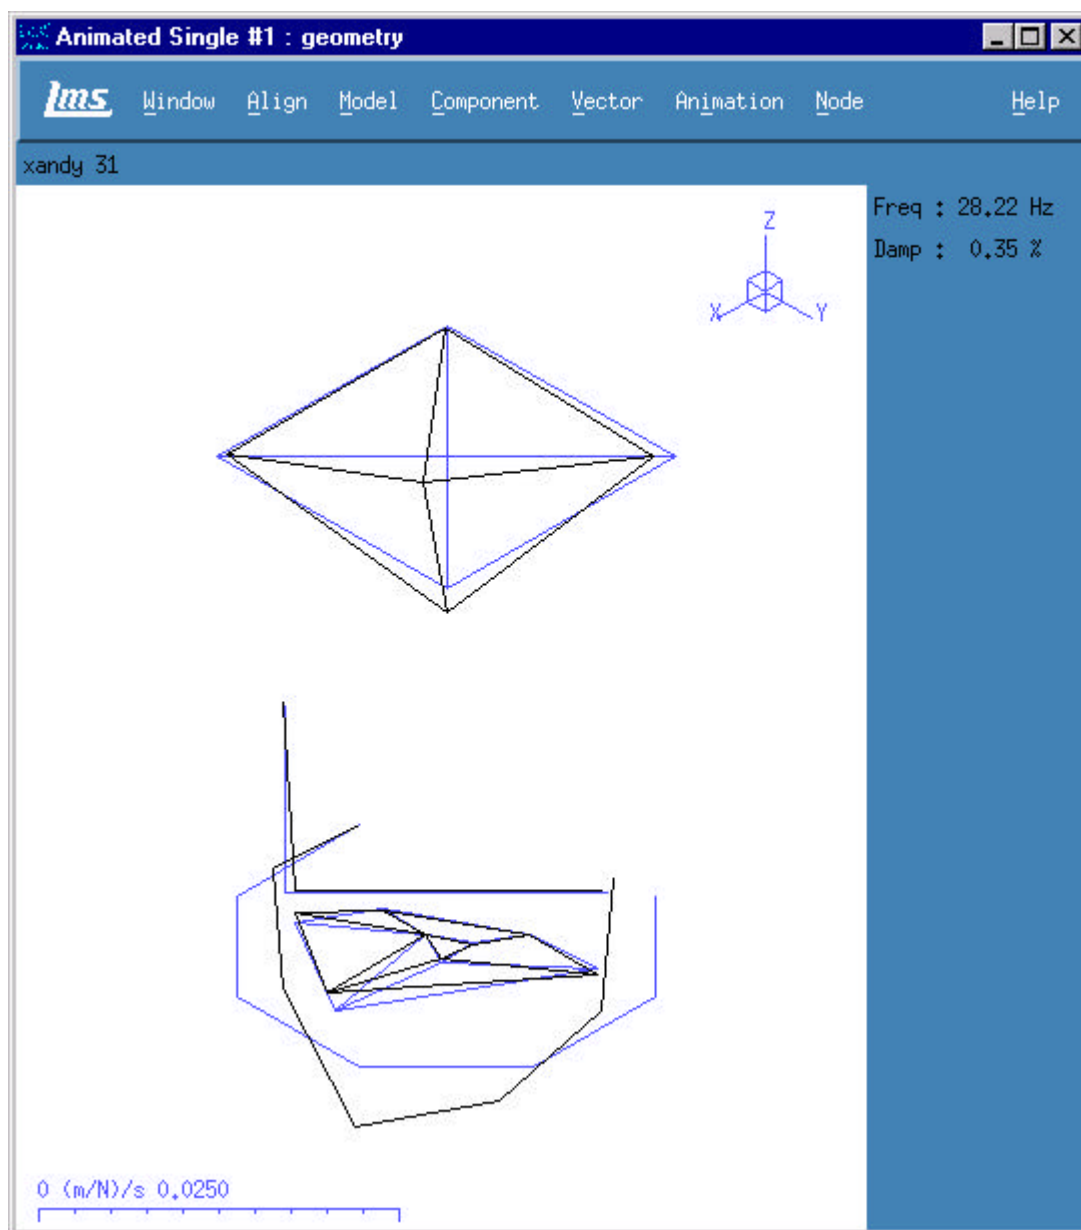 Animated Single #1 : geometry
lms Window Align Model Component Vector Animation Node Help
xandy 31
Freq : 28.22 Hz
Damp : 0.35 %
Z
X Y
0 (m/N)/s 0.0250